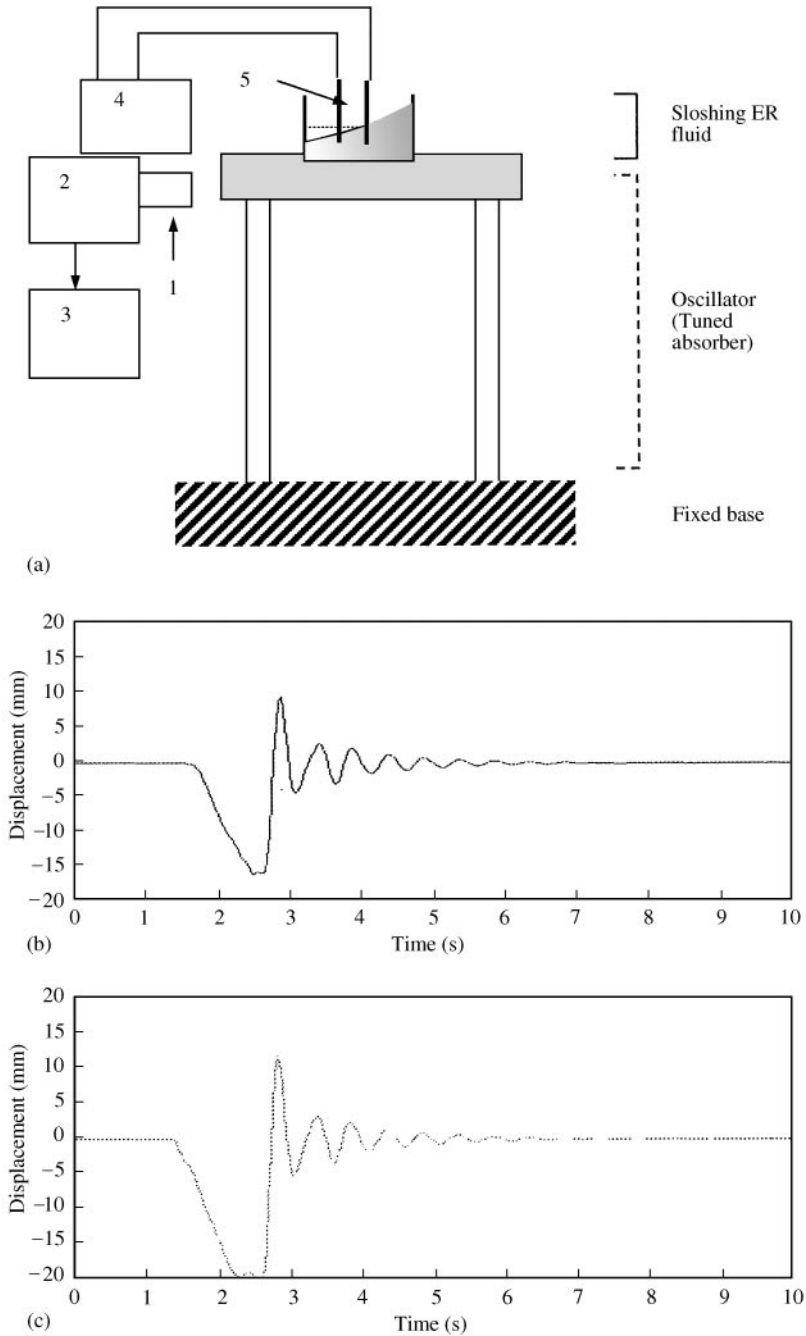 4
5
Sloshing ER
fluid
2
1
3
Oscillator
(Tuned
absorber)
Fixed base
(a)
20
15
10
5
0
−5
−10
−15
−20
Displacement (mm)
0 1 2 3 4 5 6 7 8 9 10
Time (s)
(b)
20
15
10
5
0
−5
−10
−15
−20
Displacement (mm)
0 1 2 3 4 5 6 7 8 9 10
Time (s)
(c)